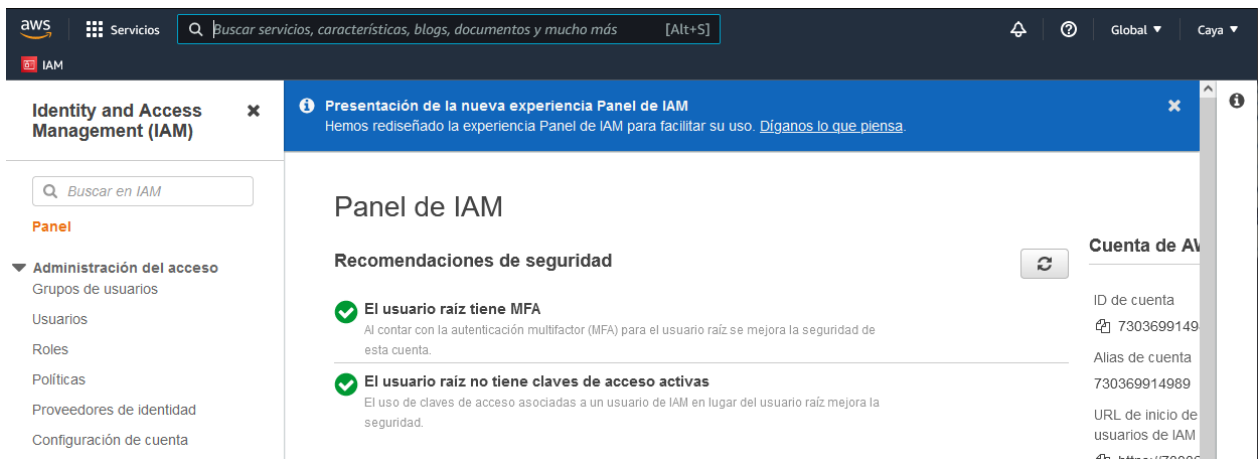 aws
Servicios
Buscar servicios, características, blogs, documentos y mucho más
[Alt+S]
Global
Caya
IAM
Identity and Access
Management (IAM)
Buscar en IAM
Panel
Administración del acceso
Grupos de usuarios
Usuarios
Roles
Políticas
Proveedores de identidad
Configuración de cuenta
Presentación de la nueva experiencia Panel de IAM
Hemos rediseñado la experiencia Panel de IAM para facilitar su uso. Díganos lo que piensa.
Panel de IAM
Recomendaciones de seguridad
El usuario raíz tiene MFA
Al contar con la autenticación multifactor (MFA) para el usuario raíz se mejora la seguridad de
esta cuenta.
El usuario raíz no tiene claves de acceso activas
El uso de claves de acceso asociadas a un usuario de IAM en lugar del usuario raíz mejora la
seguridad.
Cuenta de
ID de cuenta
7303699149
Alias de cuenta
730369914989
URL de inicio de
usuarios de IAM